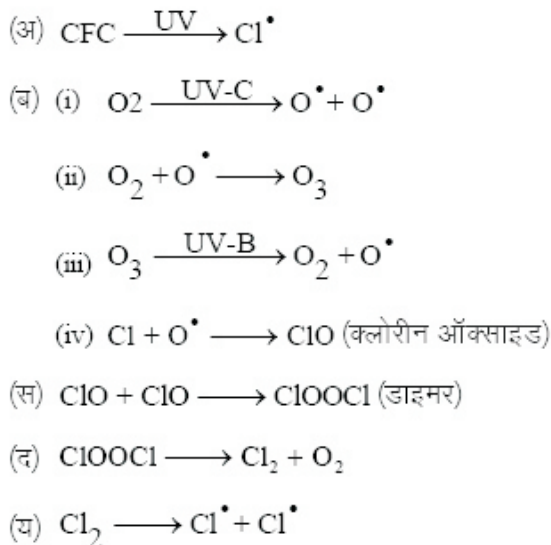 (अ) CFC —UV→ Cl•
(ब) (i) O2 —UV-C→ O• + O•
(ii) O₂ + O• ⟶ O₃
(iii) O₃ —UV-B→ O₂ + O•
(iv) Cl + O• ⟶ ClO (क्लोरीन ऑक्साइड)
(स) ClO + ClO ⟶ ClOOCl (डाइमर)
(द) ClOOCl ⟶ Cl₂ + O₂
(य) Cl₂ ⟶ Cl• + Cl•